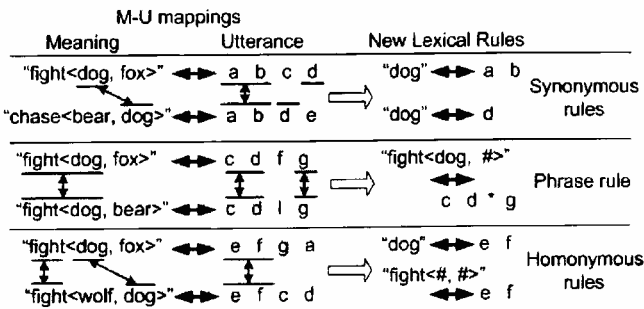 M-U mappings
Meaning Utterance New Lexical Rules
"fight<dog, fox>" a b c d "dog" a b
Synonymous rules
"chase<bear, dog>" a b d e "dog" d
"fight<dog, fox>" c d f g "fight<dog, #>"
Phrase rule
"fight<dog, bear>" c d l g c d * g
"fight<dog, fox>" e f g a "dog" e f
Homonymous rules
"fight<#, #>"
"fight<wolf, dog>" e f c d e f